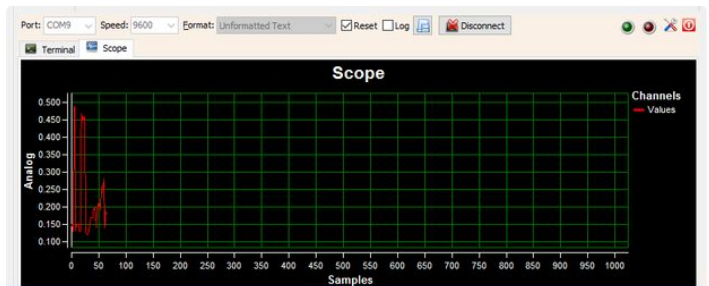 Port: COM9 Speed: 9600 Format: Unformatted Text Reset Log Disconnect
Terminal Scope
Scope
Channels
Values
0.500
0.450
0.400
0.350
0.300
0.250
0.200
0.150
0.100
Analog
0 50 100 150 200 250 300 350 400 450 500 550 600 650 700 750 800 850 900 950 1000
Samples